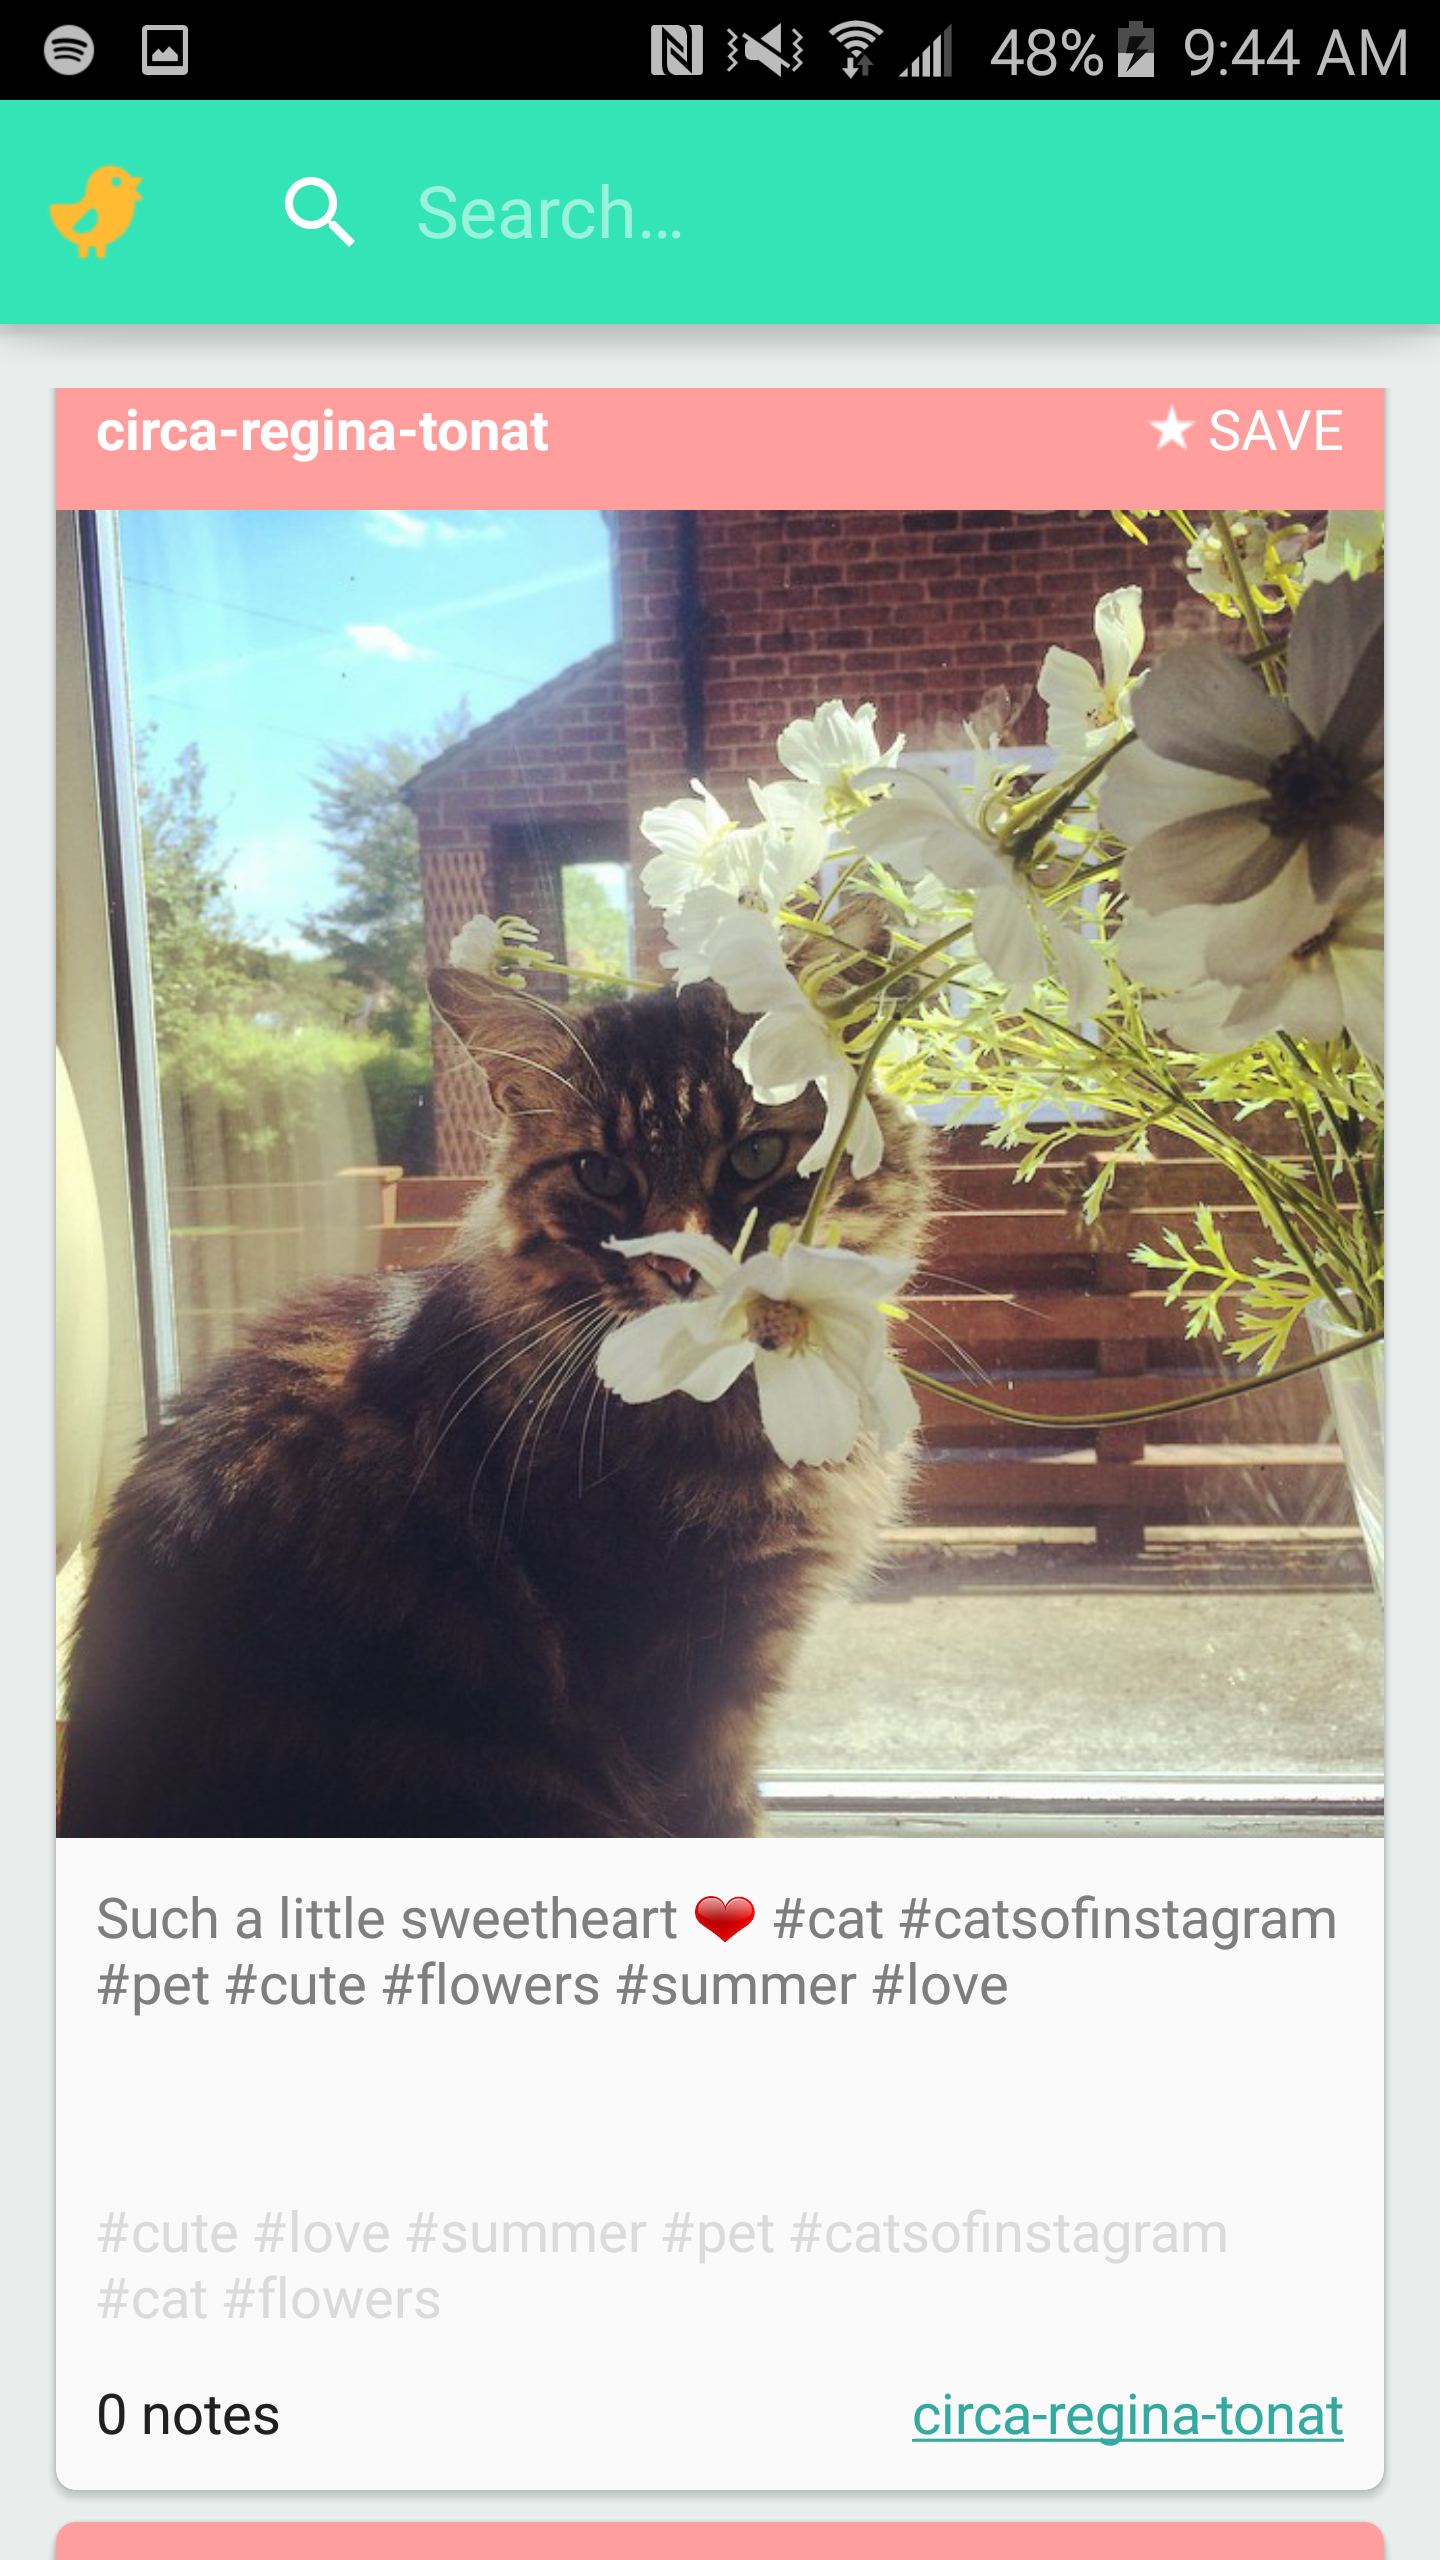 48% 9:44 AM
Search...
circa-regina-tonat ★ SAVE
Such a little sweetheart ❤ #cat #catsofinstagram
#pet #cute #flowers #summer #love
#cute #love #summer #pet #catsofinstagram
#cat #flowers
0 notes circa-regina-tonat